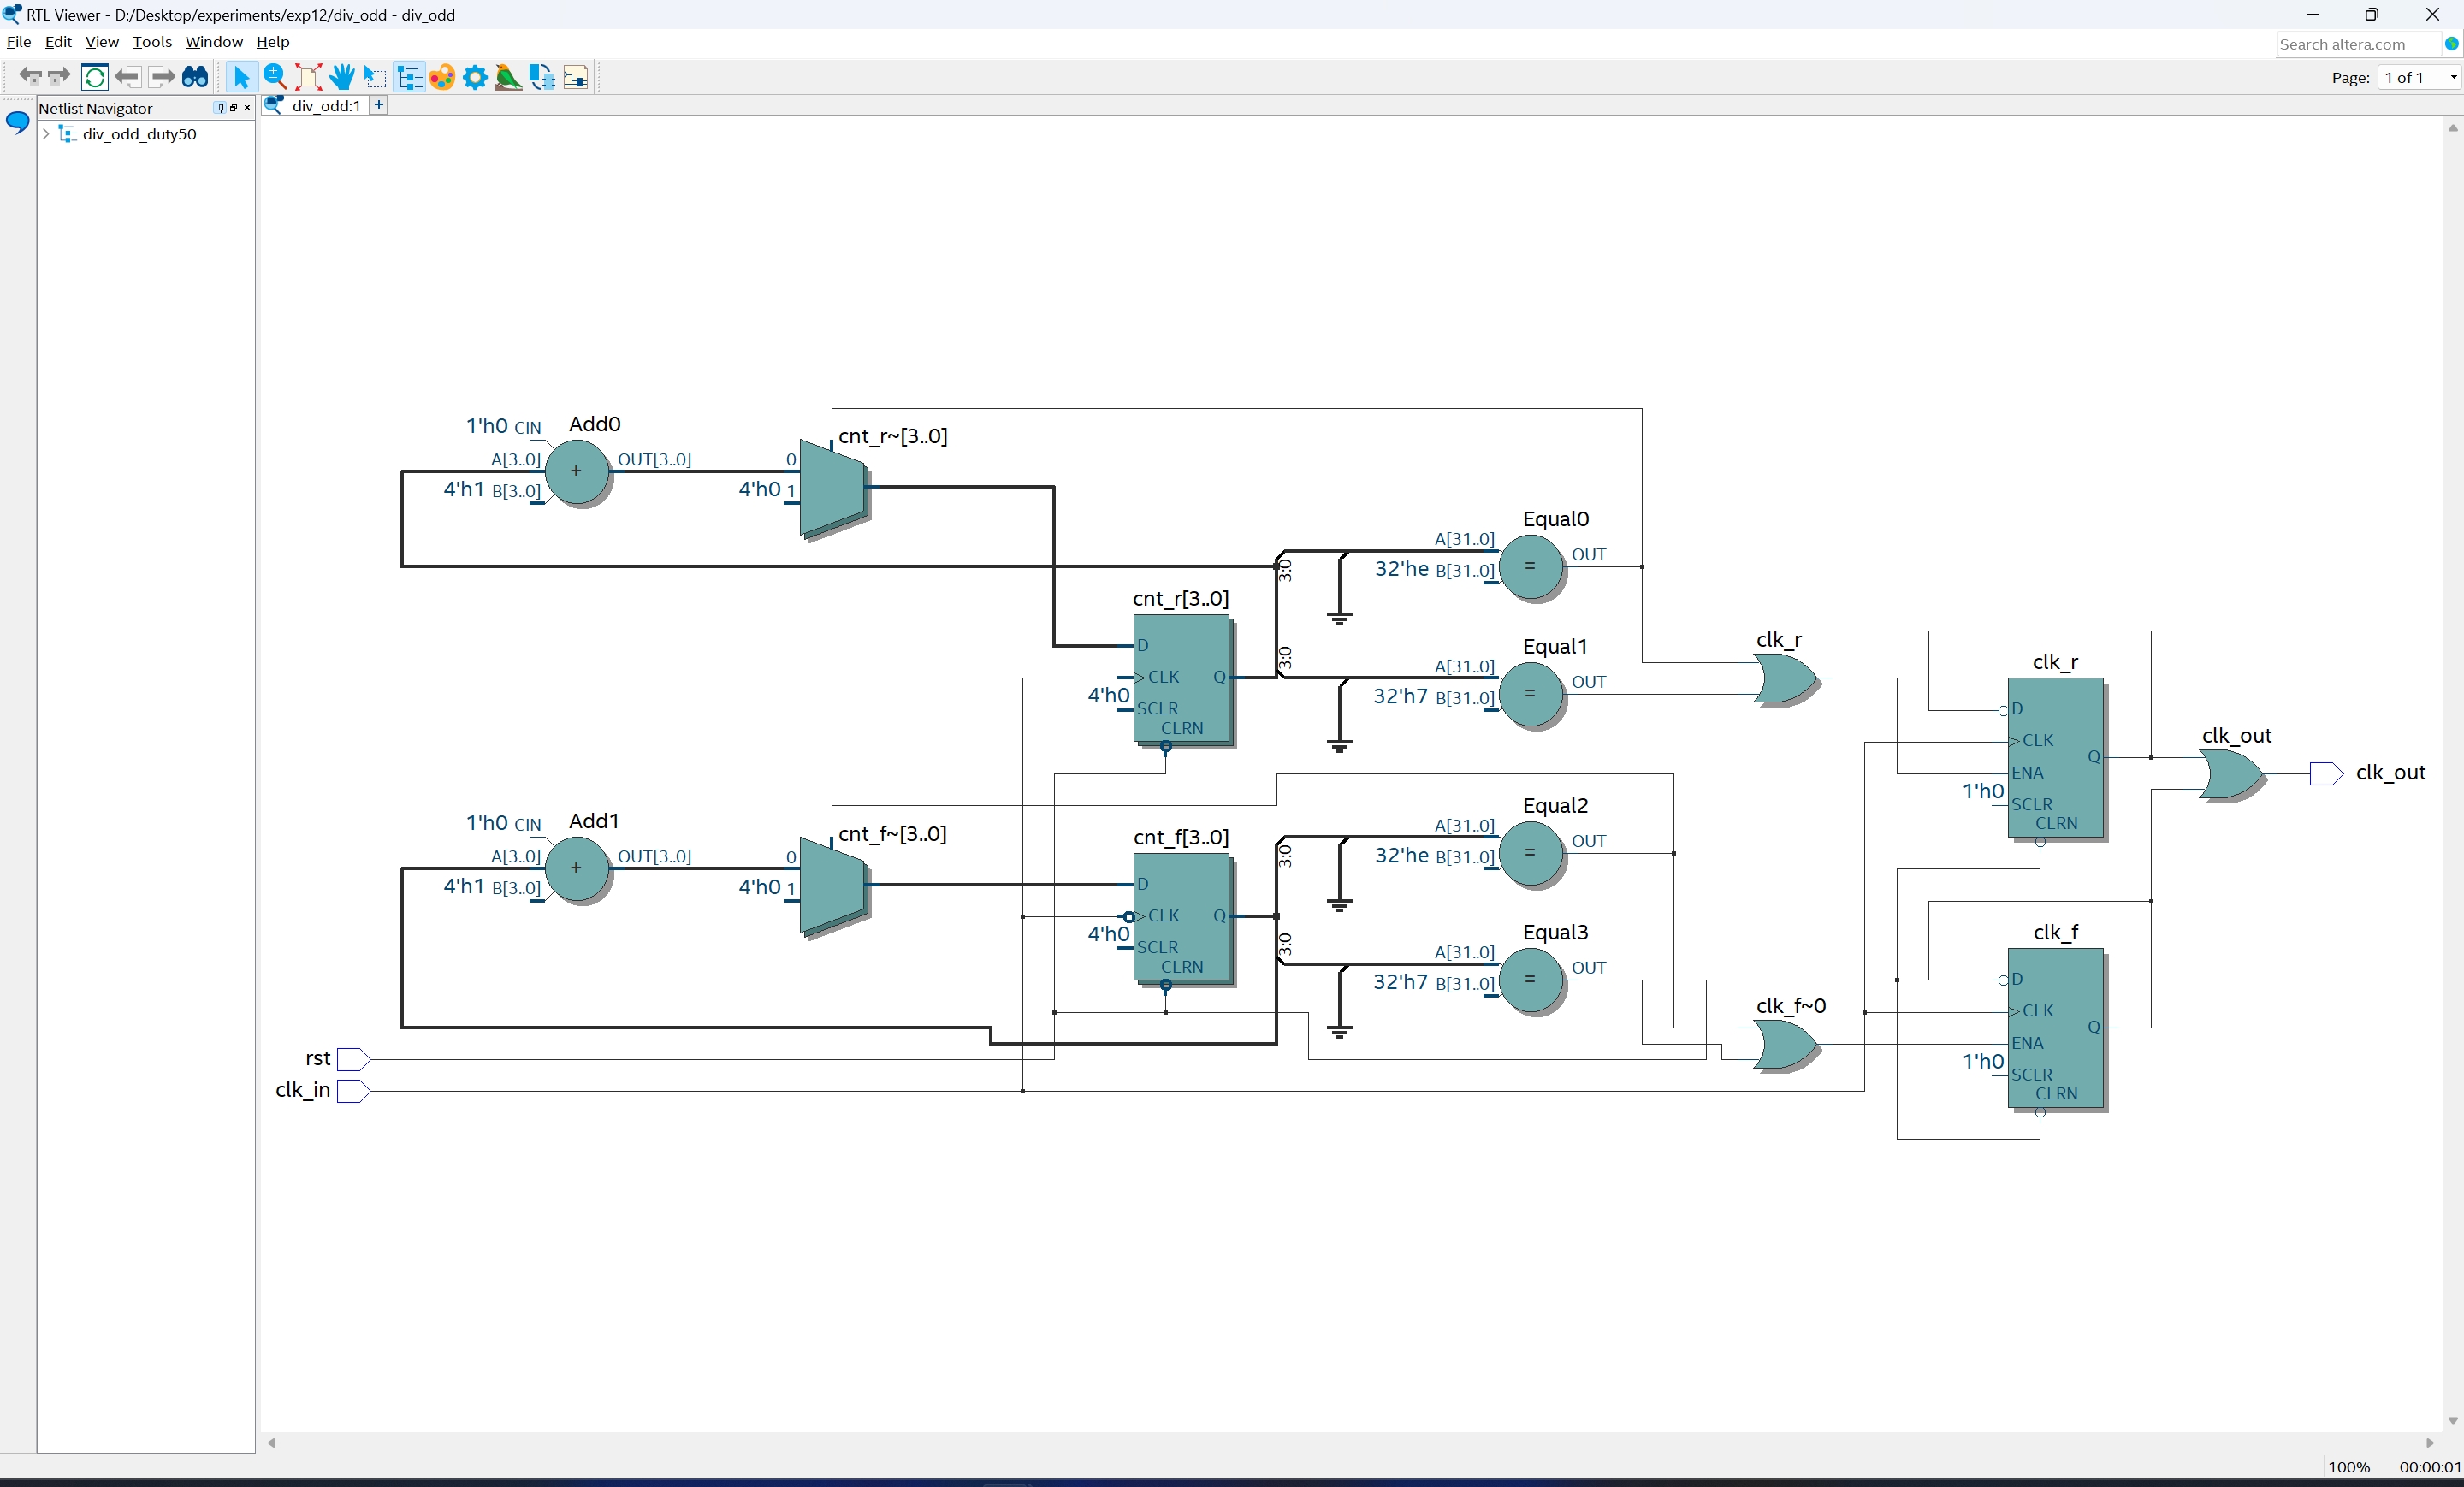 RTL Viewer - D:/Desktop/experiments/exp12/div_odd - div_odd
File Edit View Tools Window Help
Search altera.com
Page: 1 of 1
Netlist Navigator
div_odd:1
div_odd_duty50
1'h0 CIN
Add0
A[3..0]
OUT[3..0]
4'h1 B[3..0]
cnt_r~[3..0]
0
4'h0 1
Equal0
A[31..0]
OUT
32'he B[31..0]
=
+
3:0
cnt_r[3..0]
D
CLK
Q
4'h0
SCLR
CLRN
3:0
Equal1
A[31..0]
OUT
32'h7 B[31..0]
=
clk_r
clk_r
D
CLK
Q
ENA
1'h0
SCLR
CLRN
clk_out
clk_out
1'h0 CIN
Add1
A[3..0]
OUT[3..0]
4'h1 B[3..0]
+
cnt_f~[3..0]
0
4'h0 1
cnt_f[3..0]
D
CLK
Q
4'h0
SCLR
CLRN
3:0
Equal2
A[31..0]
OUT
32'he B[31..0]
=
3:0
Equal3
A[31..0]
OUT
32'h7 B[31..0]
=
clk_f~0
clk_f
D
CLK
Q
ENA
1'h0
SCLR
CLRN
rst
clk_in
100% 00:00:01